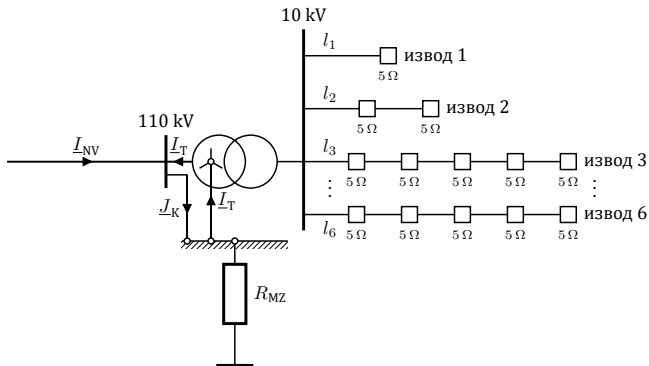 10 kV
l₁
извод 1
5 Ω
l₂
извод 2
5 Ω
5 Ω
110 kV
I_NV
I_T
l₃
извод 3
5 Ω
5 Ω
5 Ω
5 Ω
5 Ω
J_K
I_T
⋮
⋮
l₆
извод 6
5 Ω
5 Ω
5 Ω
5 Ω
5 Ω
R_MZ